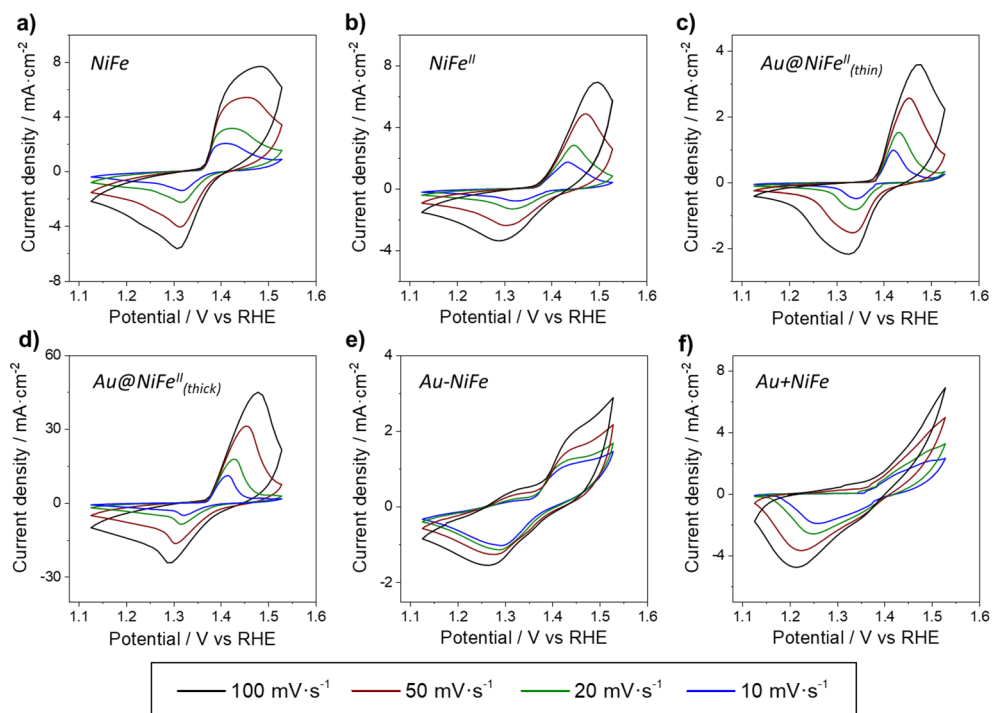 a)
NiFe
Current density / mA·cm⁻²
8
4
0
-4
-8
1.1 1.2 1.3 1.4 1.5 1.6
Potential / V vs RHE
b)
NiFeᴵᴵ
Current density / mA·cm⁻²
8
4
0
-4
1.1 1.2 1.3 1.4 1.5 1.6
Potential / V vs RHE
c)
Au@NiFeᴵᴵ(thin)
Current density / mA·cm⁻²
4
2
0
-2
1.1 1.2 1.3 1.4 1.5 1.6
Potential / V vs RHE
d)
Au@NiFeᴵᴵ(thick)
Current density / mA·cm⁻²
60
30
0
-30
1.1 1.2 1.3 1.4 1.5 1.6
Potential / V vs RHE
e)
Au-NiFe
Current density / mA·cm⁻²
4
2
0
-2
1.1 1.2 1.3 1.4 1.5 1.6
Potential / V vs RHE
f)
Au+NiFe
Current density / mA·cm⁻²
8
4
0
-4
1.1 1.2 1.3 1.4 1.5 1.6
Potential / V vs RHE
100 mV·s⁻¹ 50 mV·s⁻¹ 20 mV·s⁻¹ 10 mV·s⁻¹